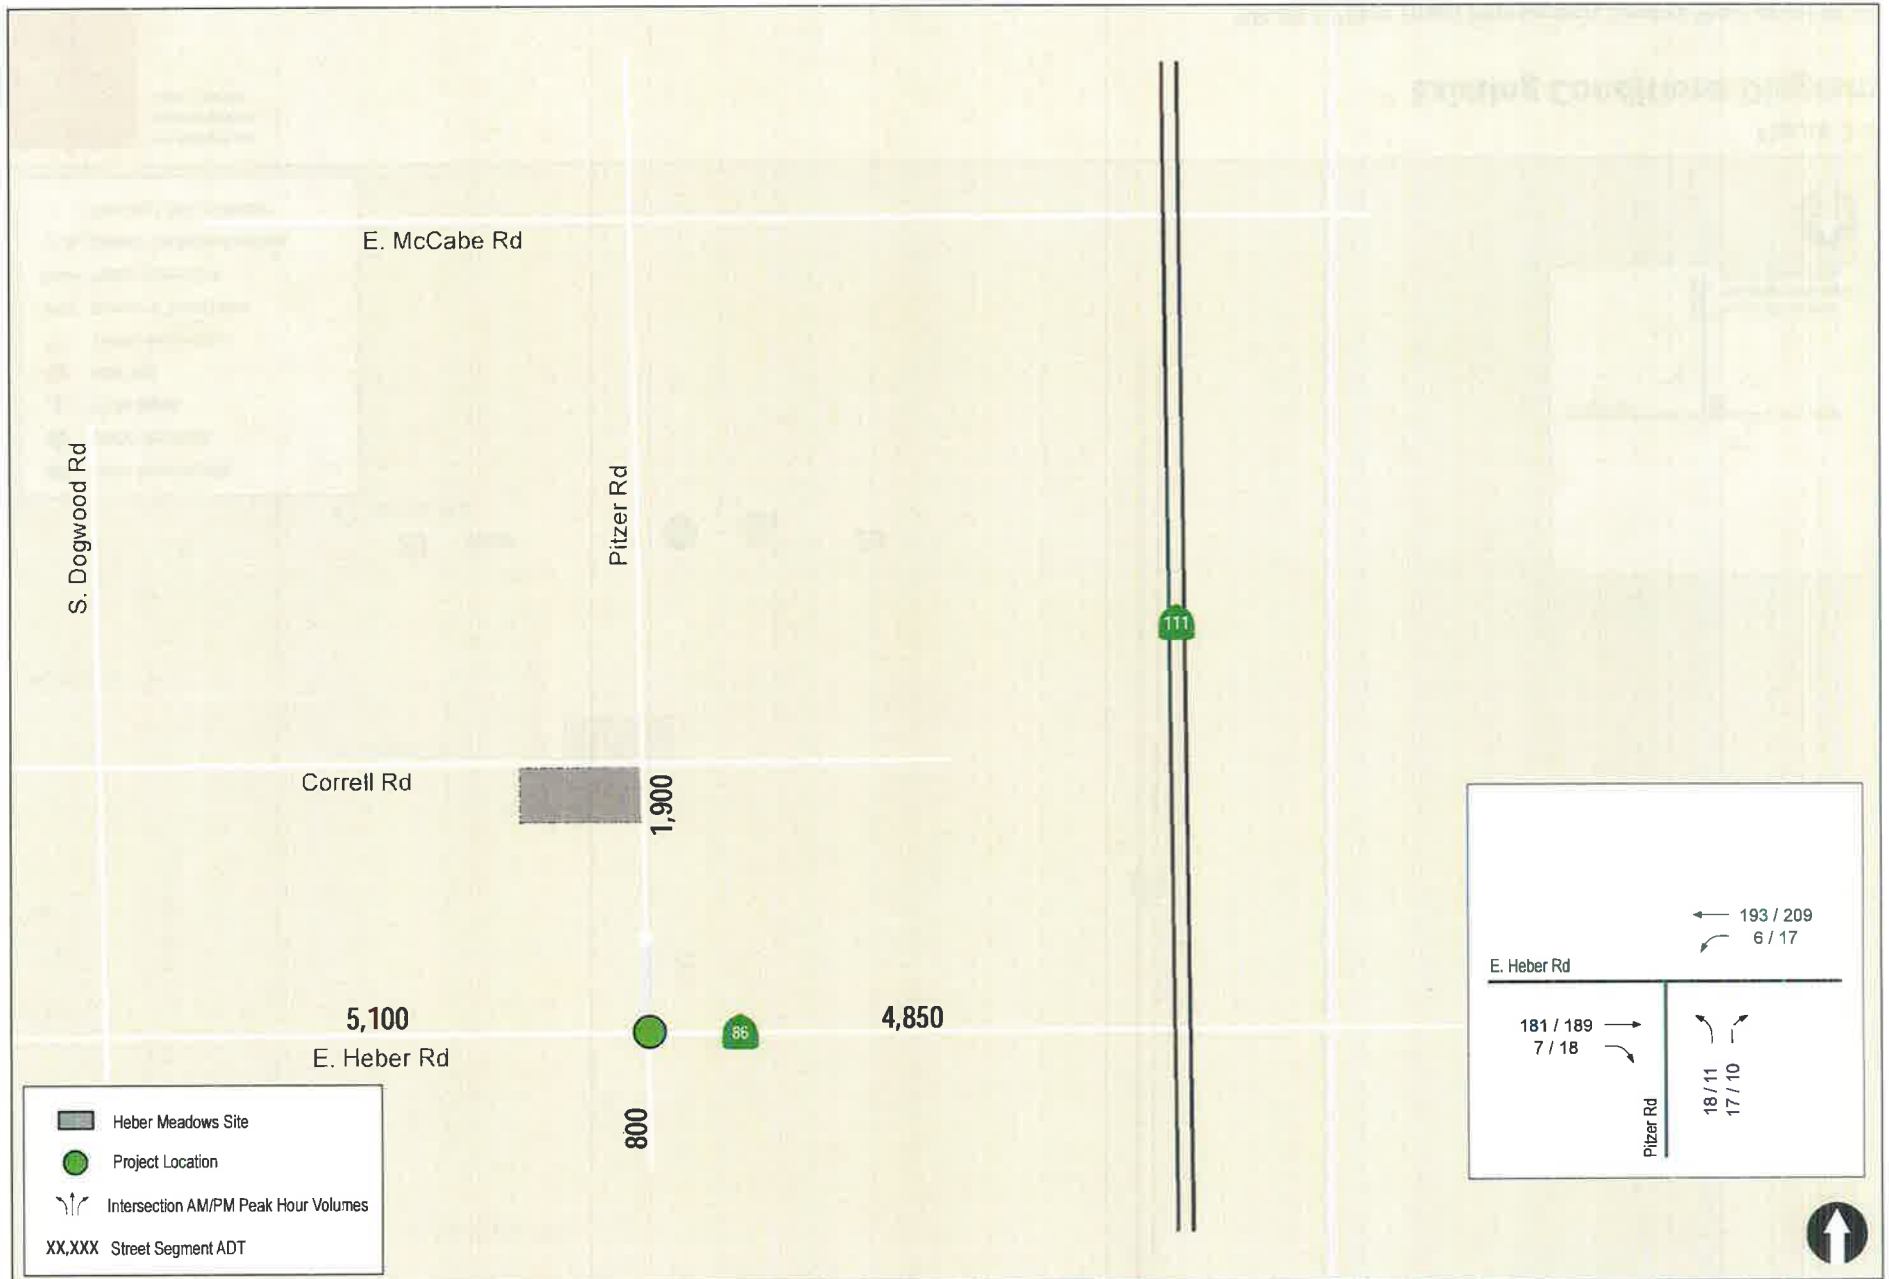 E. McCabe Rd
S. Dogwood Rd
Pitzer Rd
111
Correll Rd
1,900
5,100
86
4,850
E. Heber Rd
800
193 / 209
6 / 17
E. Heber Rd
181 / 189
7 / 18
18 / 11
17 / 10
Pitzer Rd
Heber Meadows Site
Project Location
Intersection AM/PM Peak Hour Volumes
XX,XXX Street Segment ADT